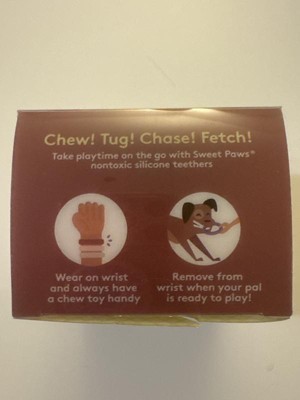 Chew! Tug! Chase! Fetch!
Take playtime on the go with Sweet Paws®
nontoxic silicone teethers
Wear on wrist
and always have
a chew toy handy
Remove from
wrist when your pal
is ready to play!